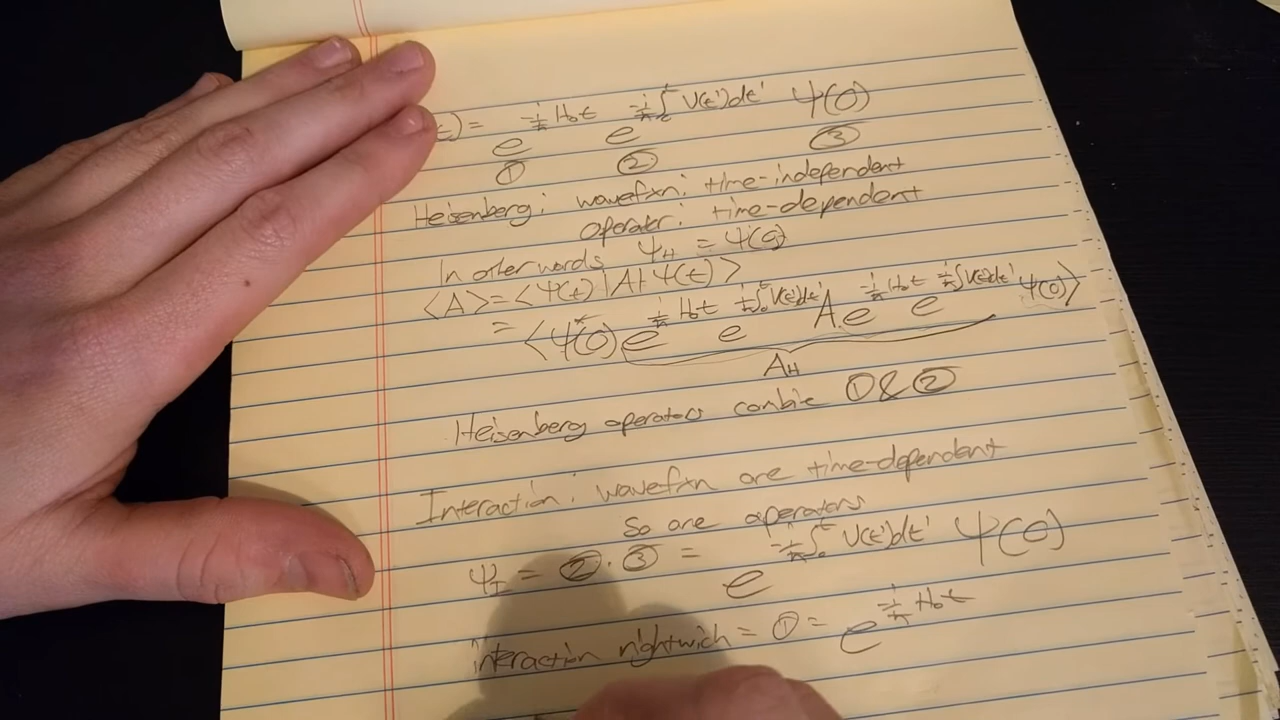 t) = e^{-i/ħ H₀t} e^{-i/ħ ∫₀ᵗ V(t')dt'} Ψ(0)
① ② ③
Heisenberg: wavefxn: time-independent
operator: time-dependent
In other words Ψ_H = Ψ(0)
⟨A⟩ = ⟨Ψ(t)|A|Ψ(t)⟩
= ⟨Ψ*(0) e^{i/ħ H₀t} e^{i/ħ ∫₀ᵗ V(t')dt'} A e^{-i/ħ H₀t} e^{-i/ħ ∫V(t')dt'} Ψ(0)⟩
A_H
Heisenberg operators combie ① & ②
Interaction: wavefxn are time-dependent
So are operators
Ψ_I = ②·③ = e^{-i/ħ ∫₀ᵗ V(t')dt'} Ψ(0)
interaction rightwich = ① = e^{-i/ħ H₀t}